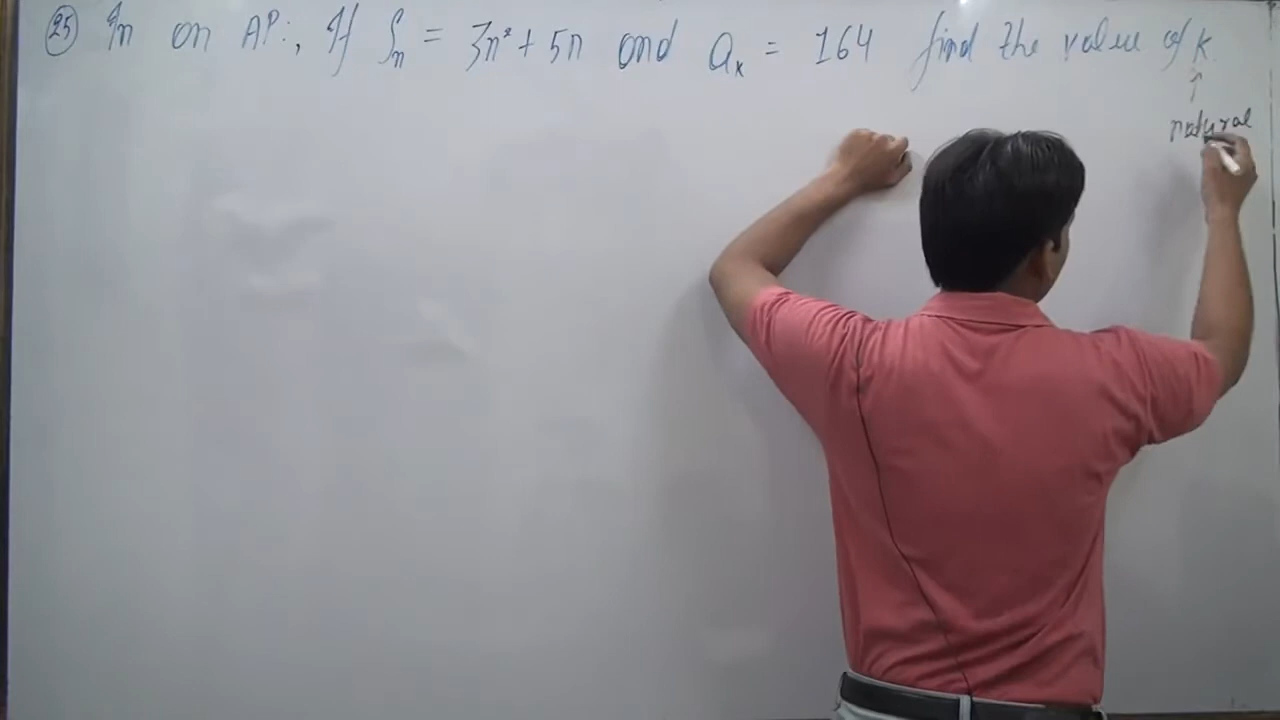 25 In an AP:, If Sn = 3n² + 5n and ak = 164 find the value of k
↑
natural